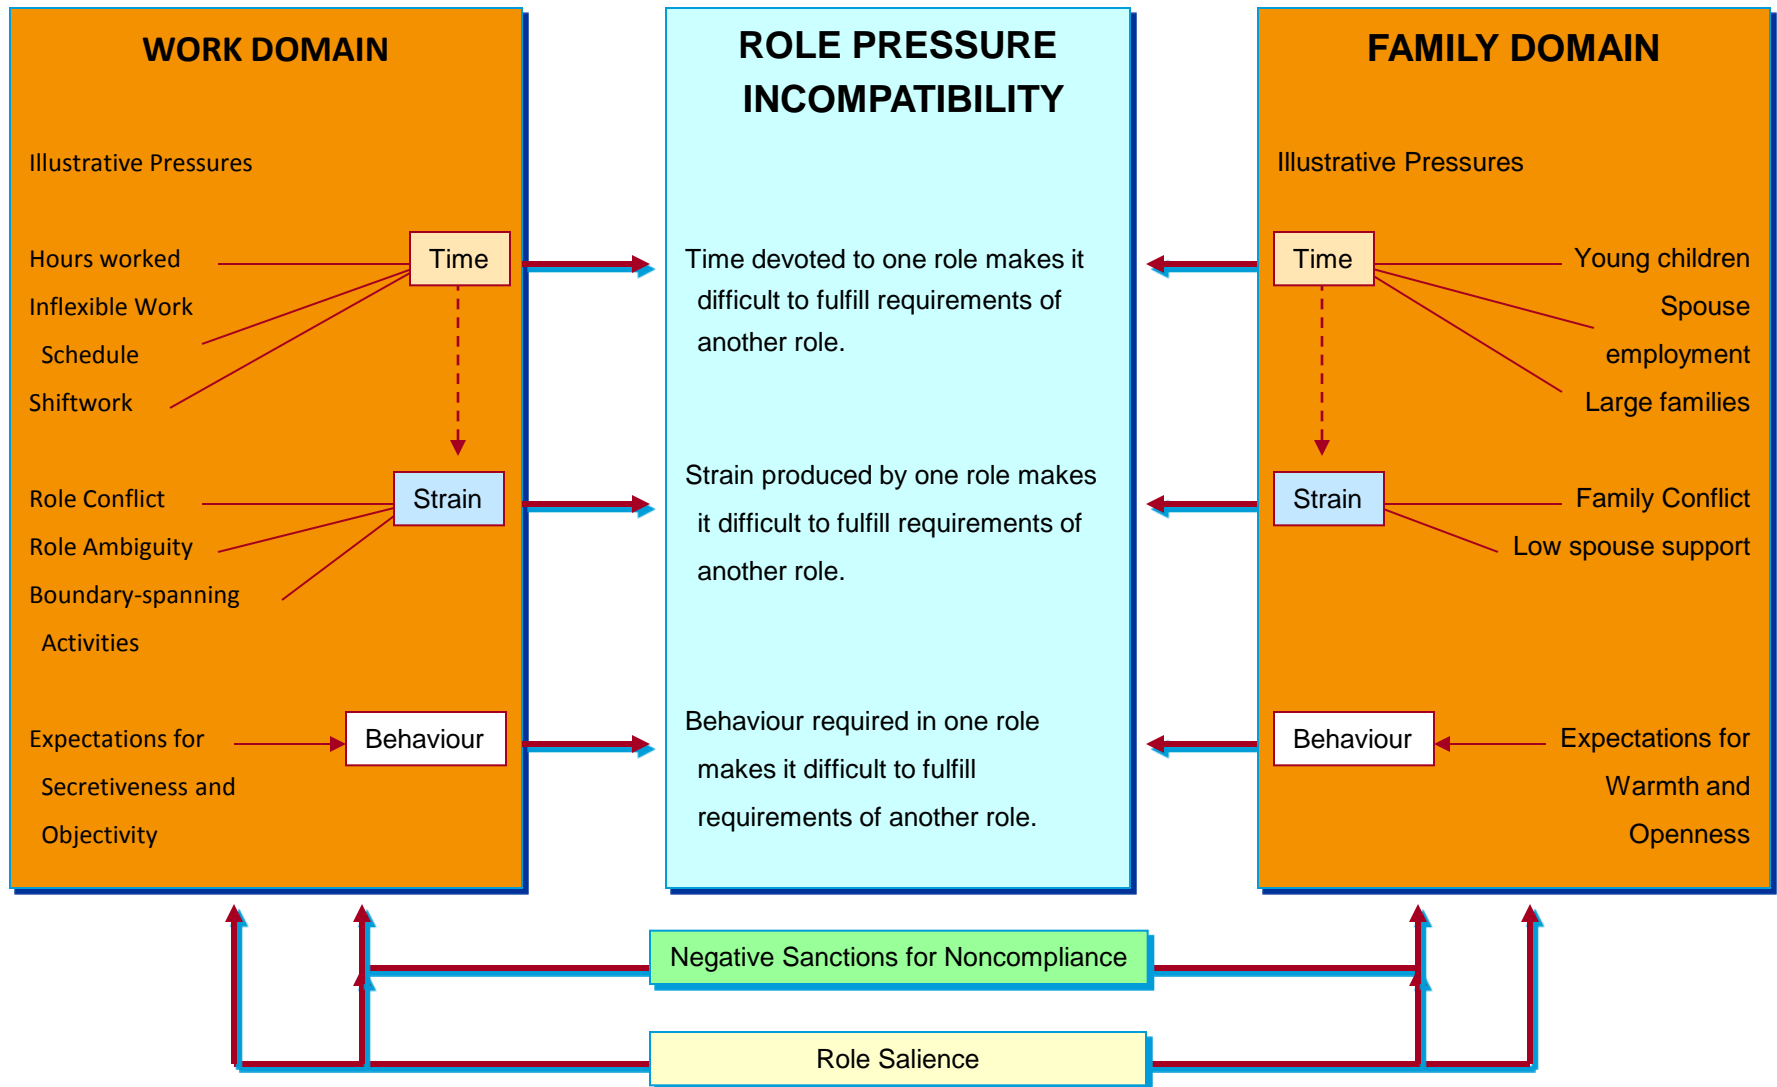 WORK DOMAIN
Illustrative Pressures
Hours worked
Inflexible Work
Schedule
Shiftwork
Time
Role Conflict
Role Ambiguity
Boundary-spanning
Activities
Strain
Expectations for
Secretiveness and
Objectivity
Behaviour
ROLE PRESSURE
INCOMPATIBILITY
Time devoted to one role makes it
difficult to fulfill requirements of
another role.
Strain produced by one role makes
it difficult to fulfill requirements of
another role.
Behaviour required in one role
makes it difficult to fulfill
requirements of another role.
FAMILY DOMAIN
Illustrative Pressures
Time
Young children
Spouse
employment
Large families
Strain
Family Conflict
Low spouse support
Behaviour
Expectations for
Warmth and
Openness
Negative Sanctions for Noncompliance
Role Salience